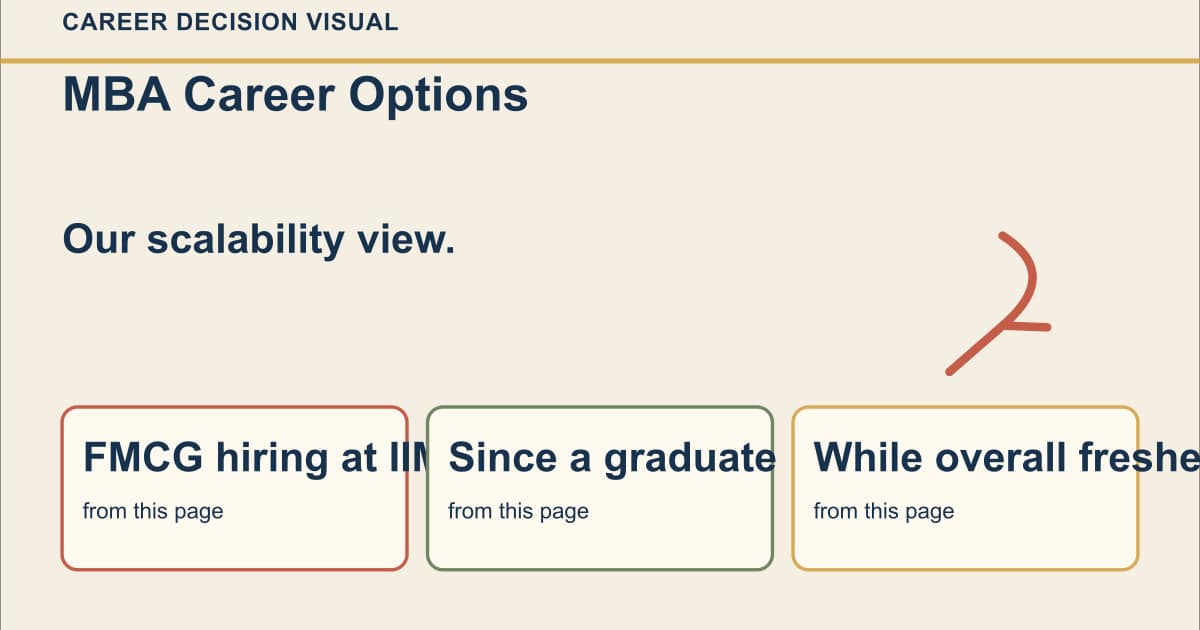 CAREER DECISION VISUAL
MBA Career Options
Our scalability view.
FMCG hiring at
from this page
Since a graduate
from this page
While overall freshe
from this page